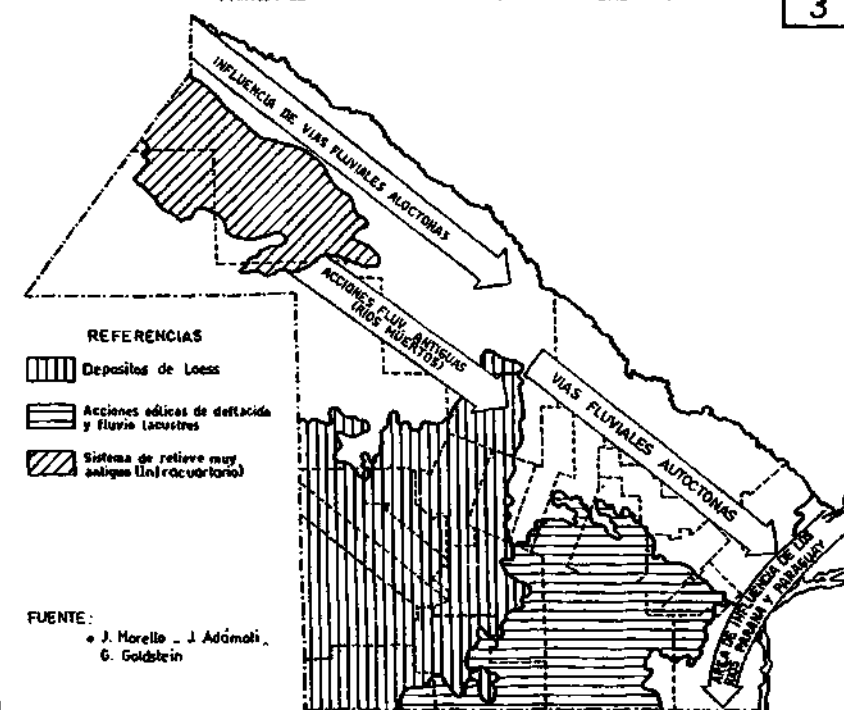 3
INFLUENCIA DE VIAS FLUVIALES ALOCTONAS
ACCIONES FLUV. ANTIGUAS
(RIOS MUERTOS)
VIAS FLUVIALES AUTOCTONAS
AREA DE INFLUENCIA DE LOS
RIOS PARANA Y PARAGUAY
REFERENCIAS
Depositos de Loess
Acciones eólicas de deflación
y fluvio lacustres
Sistema de relieve muy
antiguo (Infracuartario)
FUENTE:
J. Morello _ J. Adámoli _
G. Goldstein